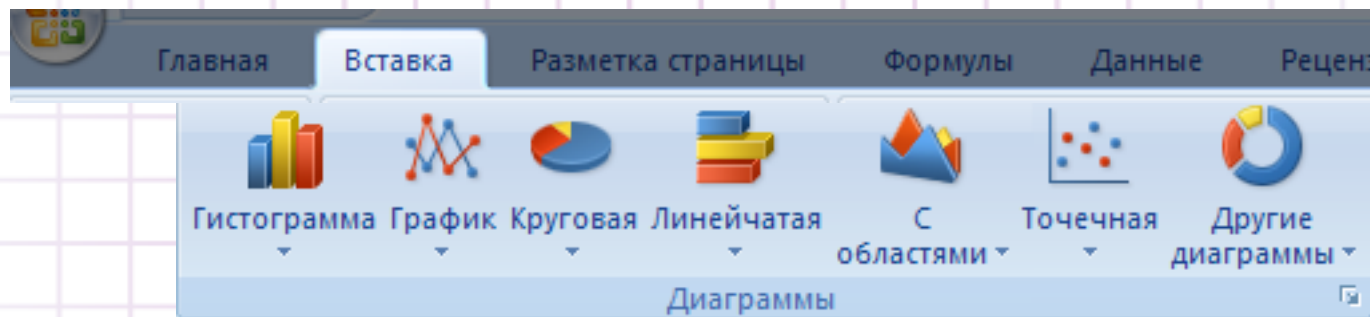 Главная Вставка Разметка страницы Формулы Данные
Гистограмма График Круговая Линейчатая С областями Точечная Другие диаграммы
Диаграммы